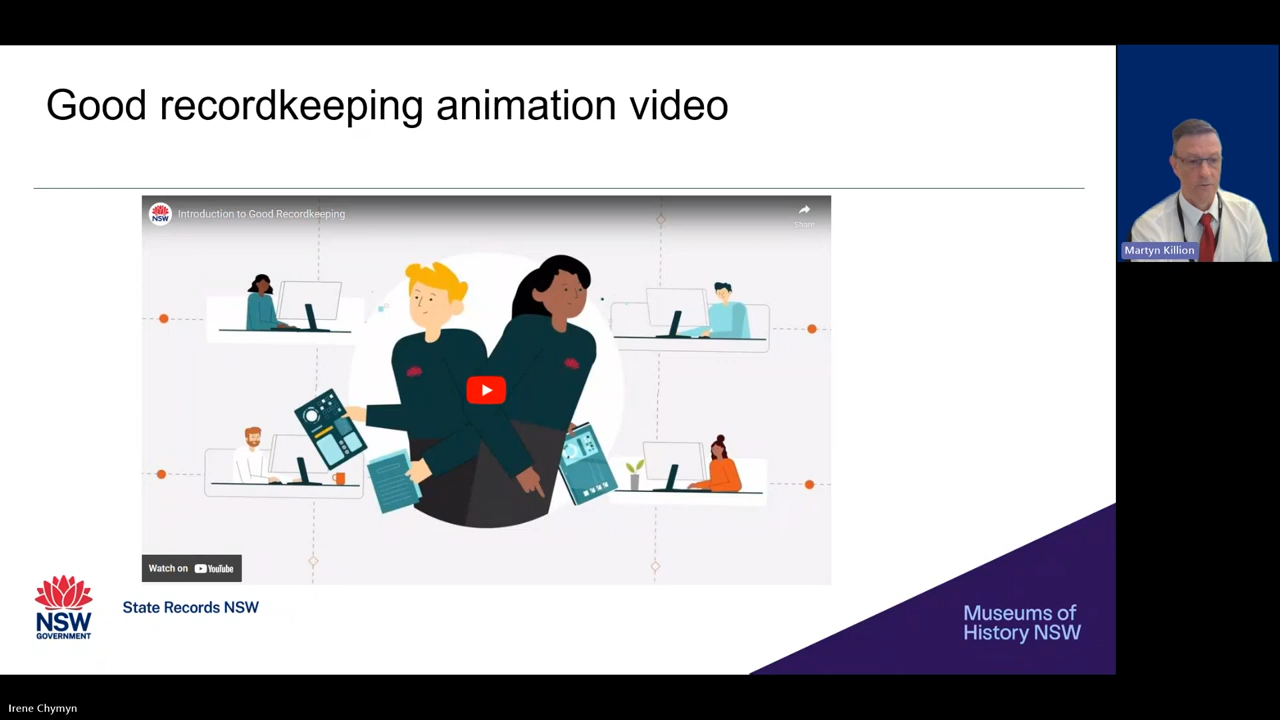 Good recordkeeping animation video
NSW
Introduction to Good Recordkeeping
Share
Martyn Killion
Watch on YouTube
NSW
GOVERNMENT
State Records NSW
Museums of
History NSW
Irene Chymyn